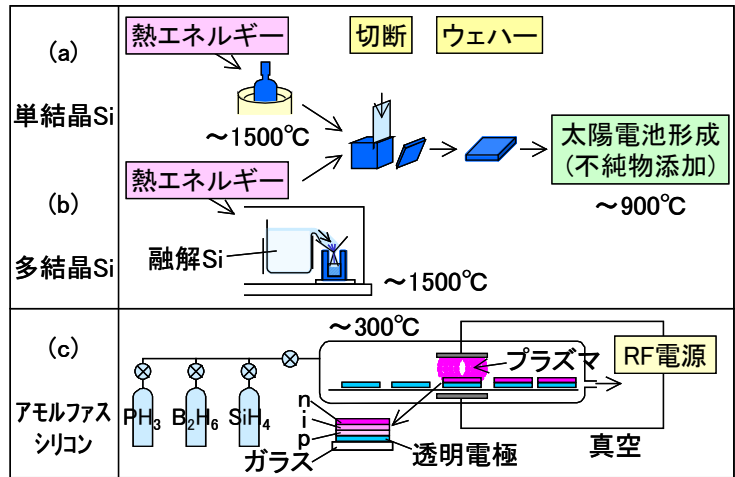 (a)
単結晶Si
熱エネルギー
切断
ウェハー
～1500℃
太陽電池形成
(不純物添加)
～900℃
(b)
多結晶Si
熱エネルギー
融解Si
～1500℃
(c)
アモルファス
シリコン
～300℃
プラズマ
RF電源
PH₃
B₂H₆
SiH₄
n
i
p
ガラス
透明電極
真空